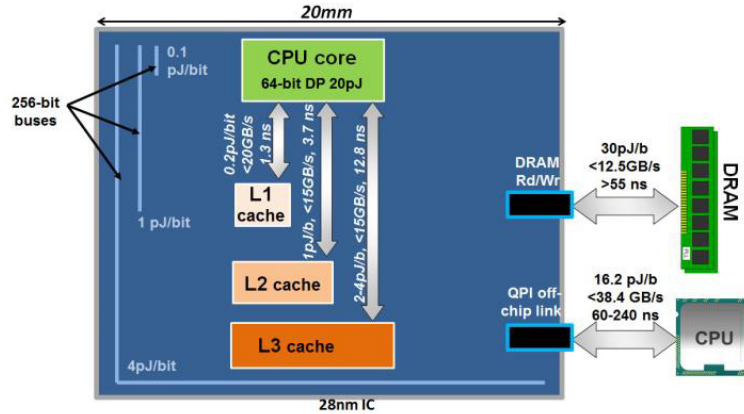 20mm
0.1
pJ/bit
CPU core
64-bit DP 20pJ
256-bit
buses
0.2pJ/bit
<20GB/s
1.3 ns
1pJ/b, <15GB/s, 3.7 ns
2-4pJ/b, <15GB/s, 12.8 ns
L1
cache
1 pJ/bit
L2 cache
L3 cache
4pJ/bit
DRAM
Rd/Wr
30pJ/b
<12.5GB/s
>55 ns
DRAM
QPI off-
chip link
16.2 pJ/b
<38.4 GB/s
60-240 ns
CPU
28nm IC